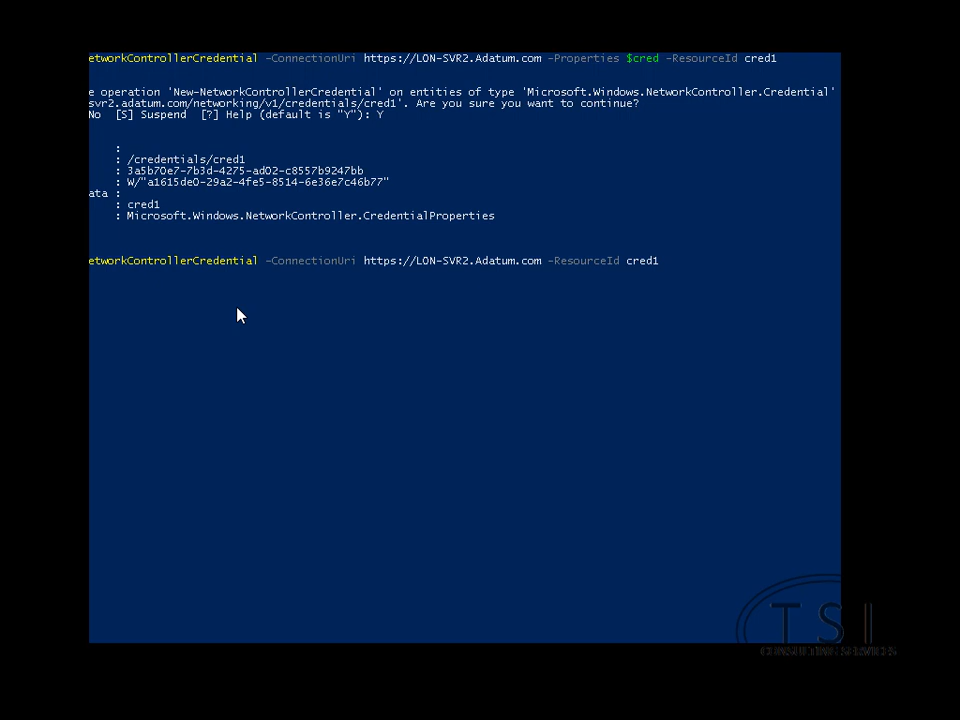 etworkControllerCredential -ConnectionUri https://LON-SVR2.Adatum.com -Properties $cred -ResourceId cred1
e operation 'New-NetworkControllerCredential' on entities of type 'Microsoft.Windows.NetworkController.Credential'
svr2.adatum.com/networking/v1/credentials/cred1'. Are you sure you want to continue?
No [S] Suspend [?] Help (default is "Y"): Y
:
: /credentials/cred1
: 3a5b70e7-7b3d-4275-ad02-c8557b9247bb
: W/"a1615de0-29a2-4fe5-8514-6e36e7c46b77"
ata :
: cred1
: Microsoft.Windows.NetworkController.CredentialProperties
etworkControllerCredential -ConnectionUri https://LON-SVR2.Adatum.com -ResourceId cred1
TSI
CONSULTING SERVICES